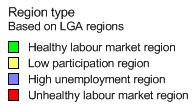 Region type
Based on LGA regions
Healthy labour market region
Low participation region
High unemployment region
Unhealthy labour market region